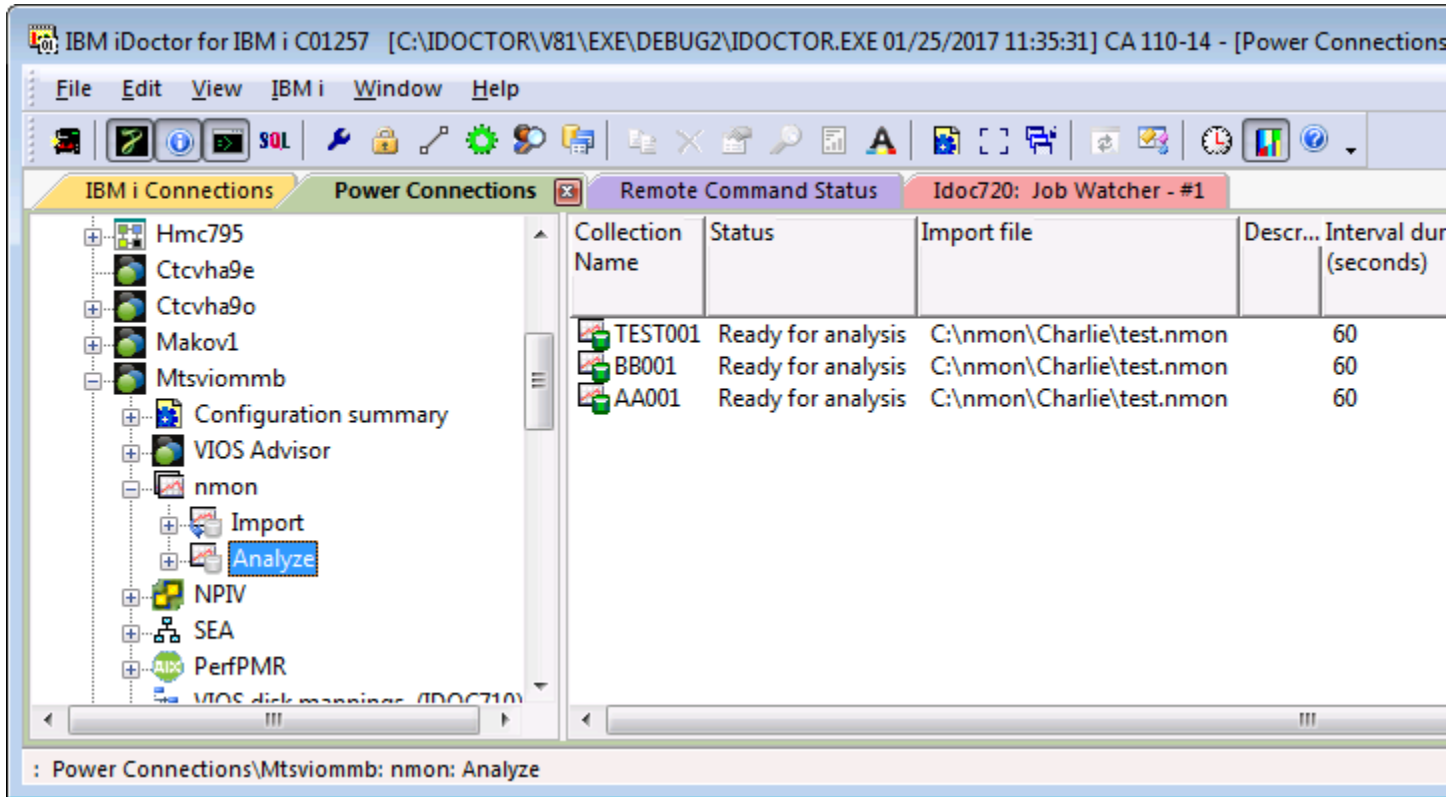 IBM iDoctor for IBM i C01257 [C:\IDOCTOR\V81\EXE\DEBUG2\IDOCTOR.EXE 01/25/2017 11:35:31] CA 110-14 - [Power Connections
File Edit View IBM i Window Help
SQL A
IBM i Connections Power Connections Remote Command Status Idoc720: Job Watcher - #1
Hmc795
Ctcvha9e
Ctcvha9o
Makov1
Mtsviommb
Configuration summary
VIOS Advisor
nmon
Import
Analyze
NPIV
SEA
AIX PerfPMR
VIOS disk mappings (IDOC710)
Collection Name Status Import file Descr... Interval dur
(seconds)
TEST001 Ready for analysis C:\nmon\Charlie\test.nmon 60
BB001 Ready for analysis C:\nmon\Charlie\test.nmon 60
AA001 Ready for analysis C:\nmon\Charlie\test.nmon 60
: Power Connections\Mtsviommb: nmon: Analyze